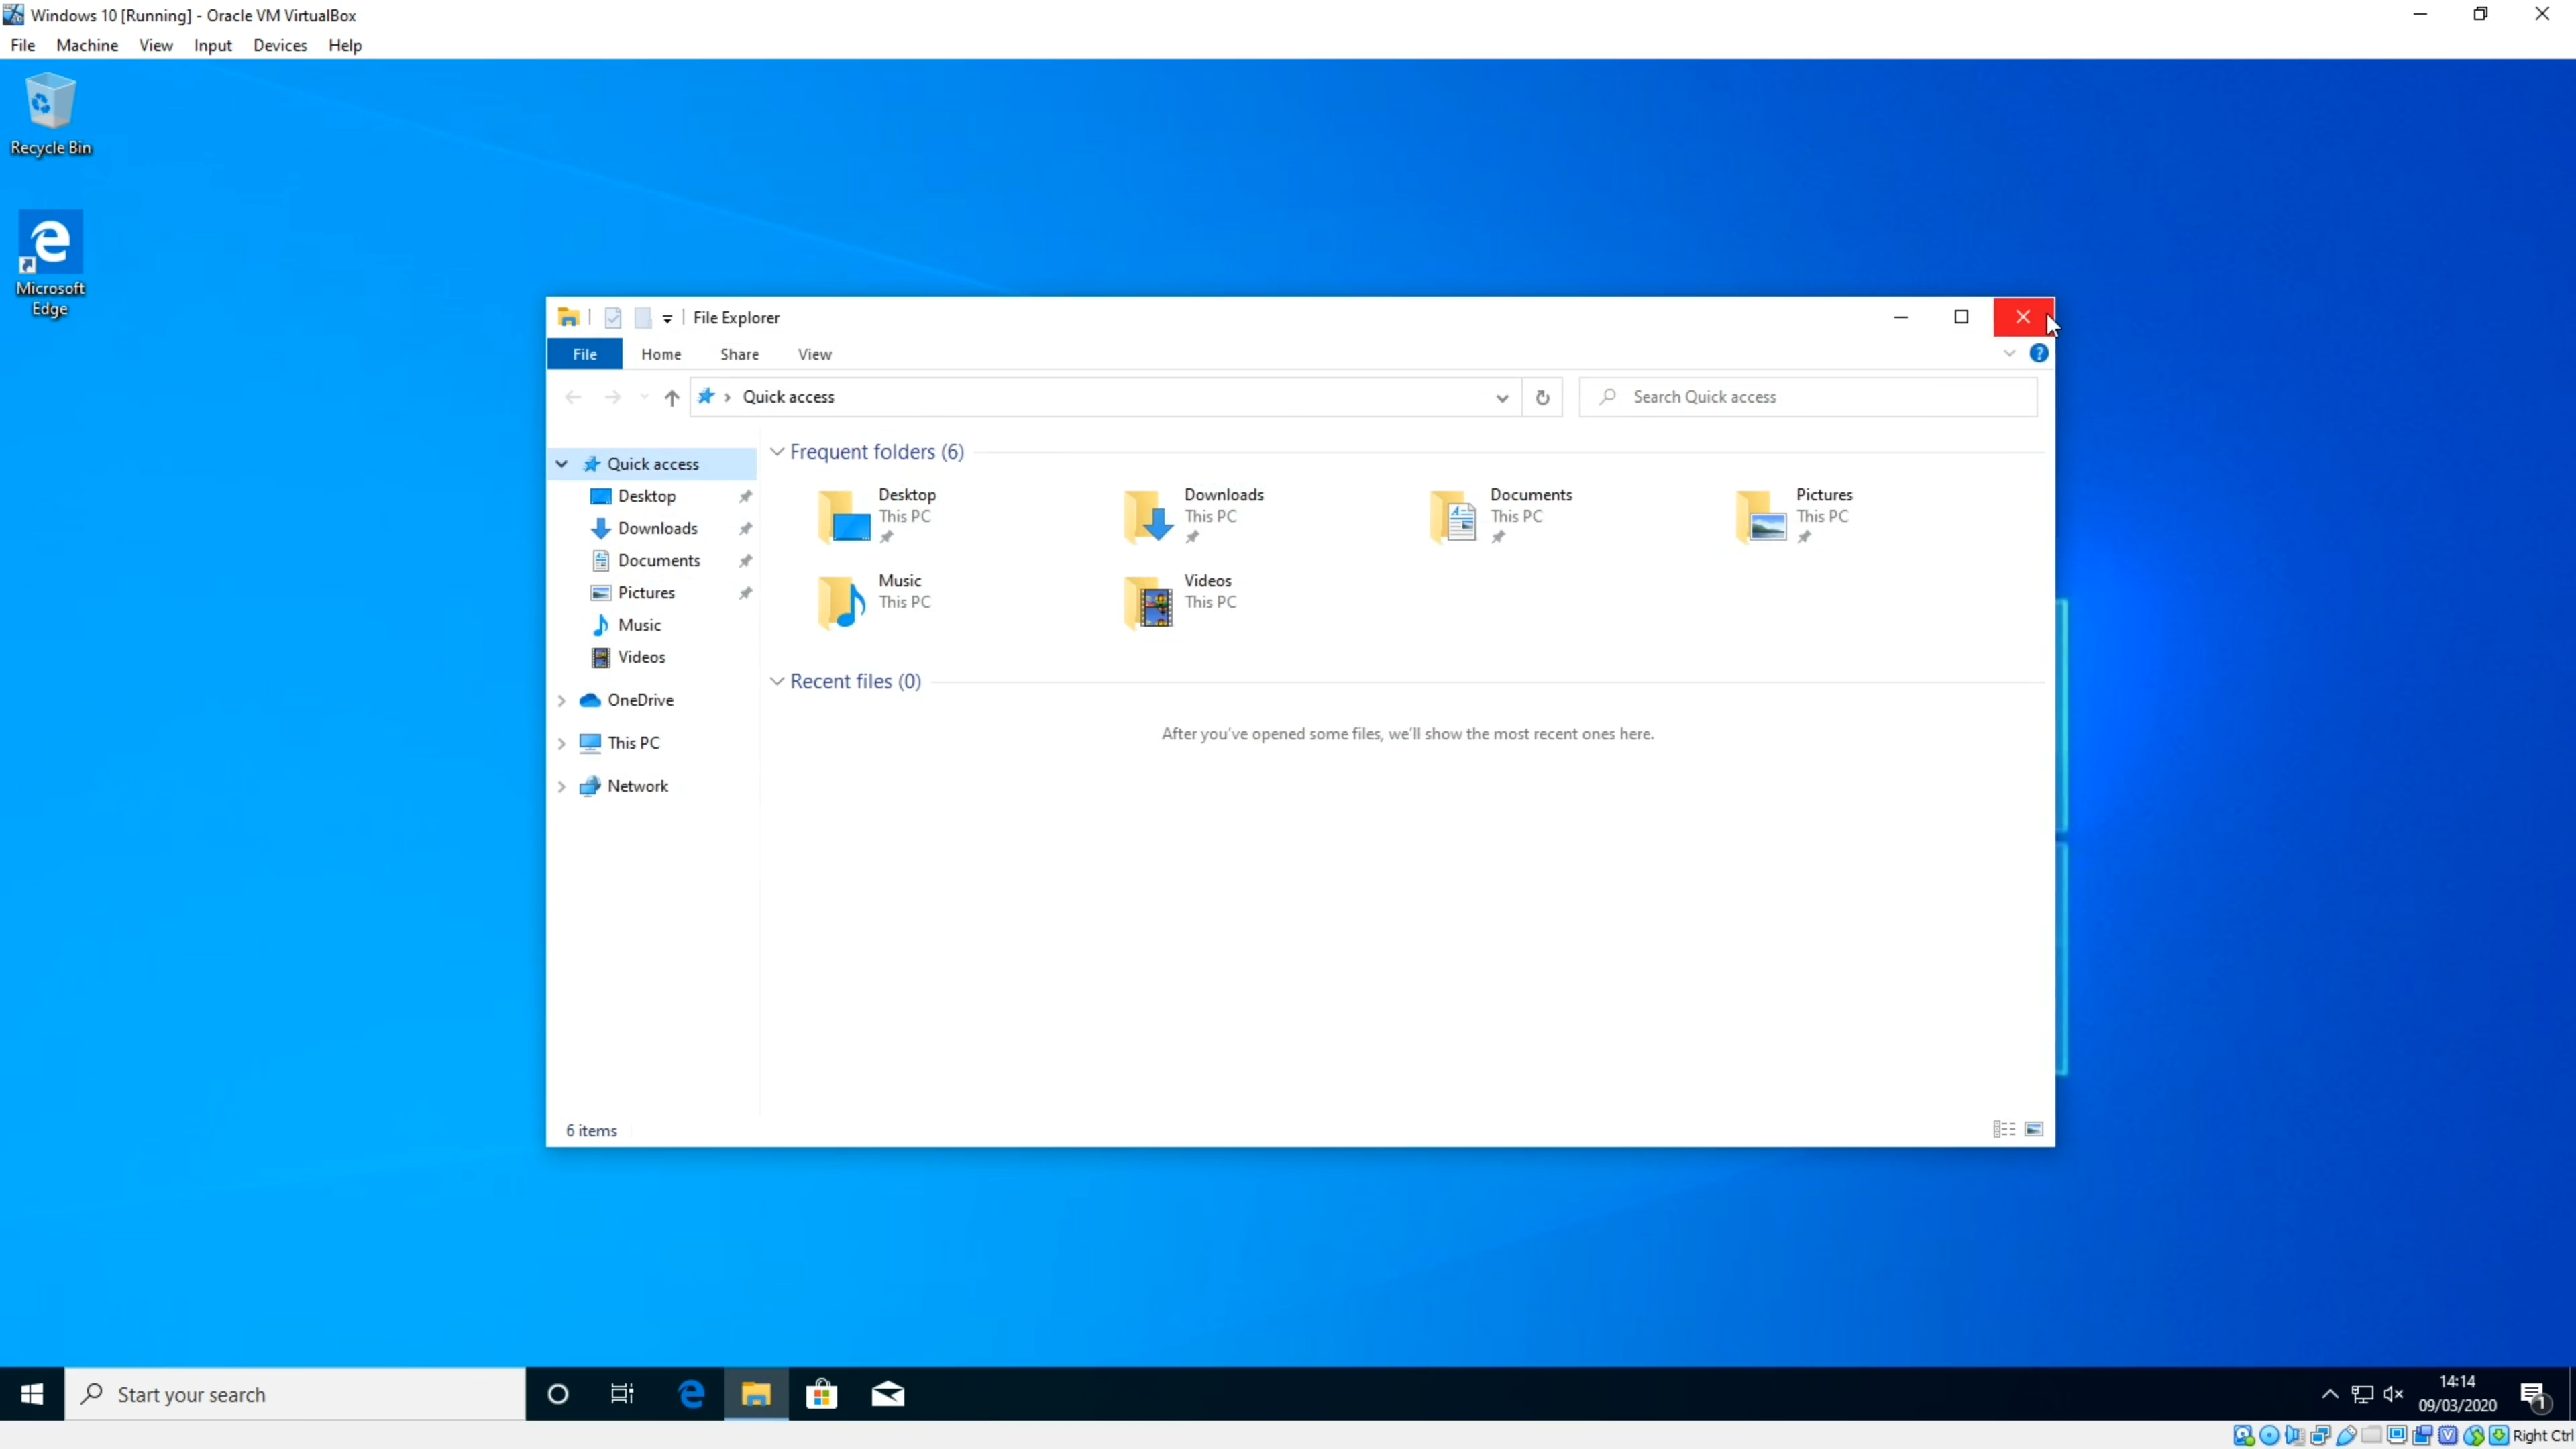 Windows 10 [Running] - Oracle VM VirtualBox
File Machine View Input Devices Help
Recycle Bin
Microsoft
Edge
File Explorer
File Home Share View
Quick access
Search Quick access
Quick access
Desktop
Downloads
Documents
Pictures
Music
Videos
OneDrive
This PC
Network
Frequent folders (6)
Desktop
This PC
Downloads
This PC
Documents
This PC
Pictures
This PC
Music
This PC
Videos
This PC
Recent files (0)
After you've opened some files, we'll show the most recent ones here.
6 items
Start your search
14:14
09/03/2020
1
Right Ctrl